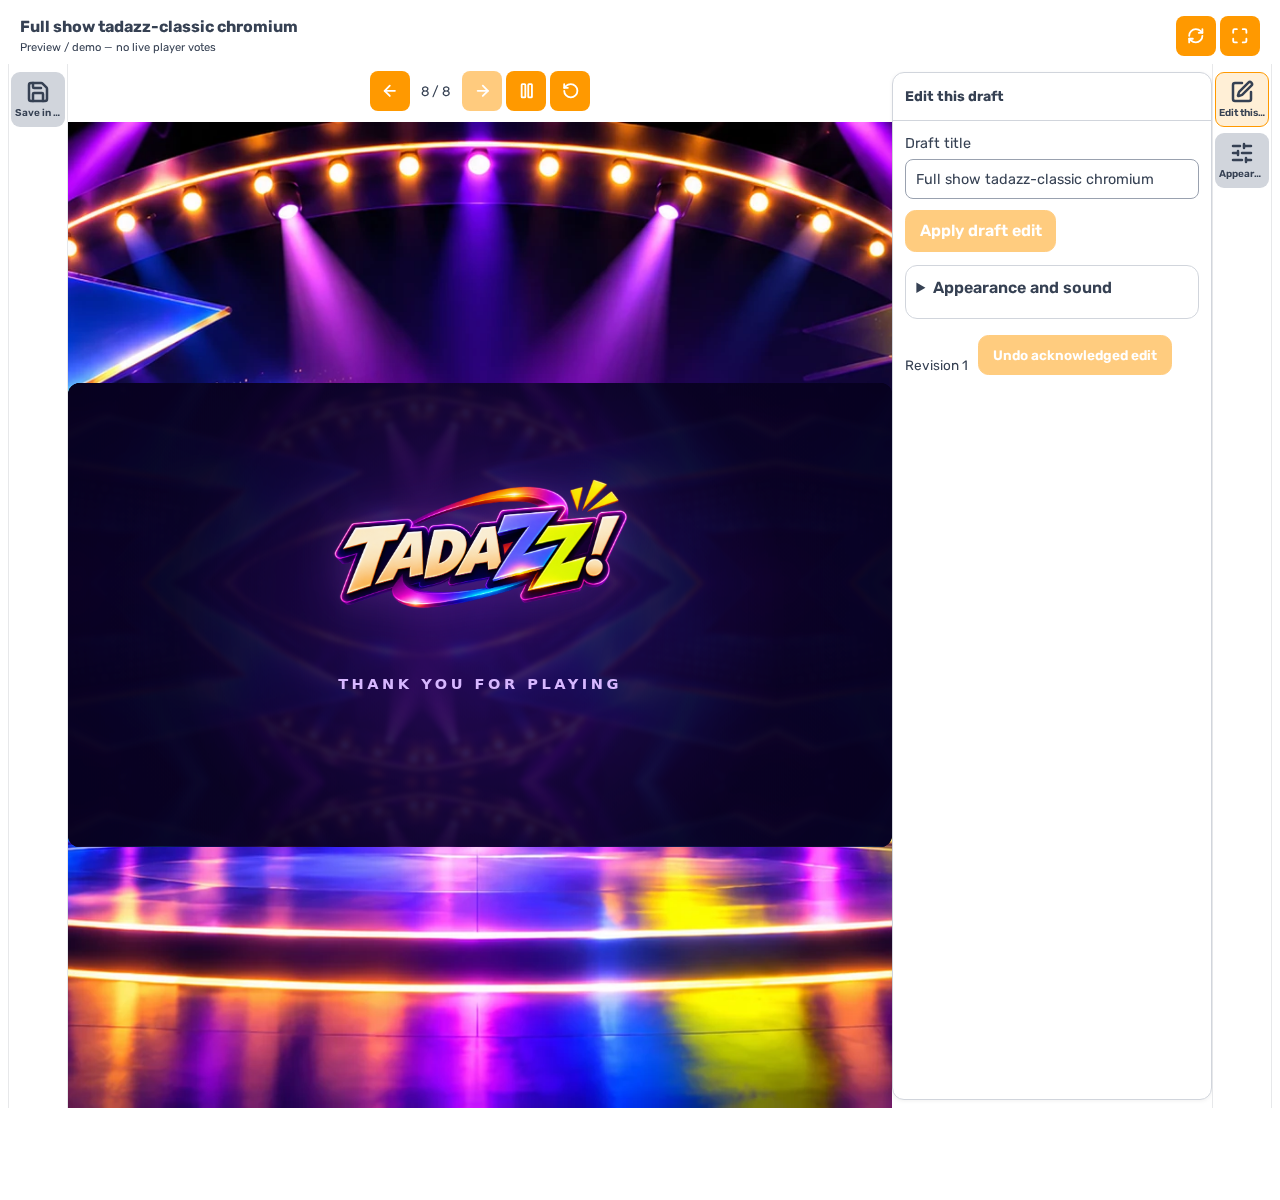 Full show tadazz-classic chromium
Preview / demo — no live player votes
Save in ...
8 / 8
Edit this draft
Draft title
Full show tadazz-classic chromium
Apply draft edit
▶ Appearance and sound
Revision 1
Undo acknowledged edit
Edit this...
Appear...
TADAZZ!
THANK YOU FOR PLAYING